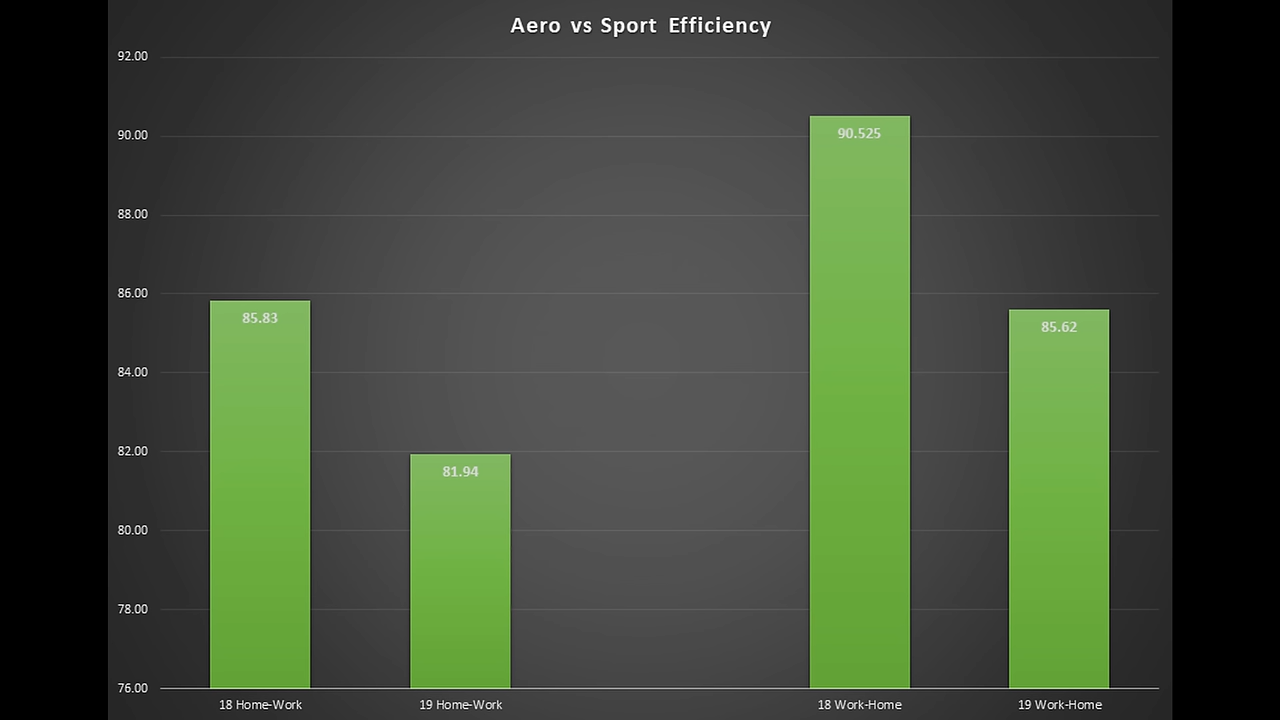 Aero vs Sport Efficiency
92.00
90.00
88.00
86.00
84.00
82.00
80.00
78.00
76.00
85.83
81.94
90.525
85.62
18 Home-Work
19 Home-Work
18 Work-Home
19 Work-Home